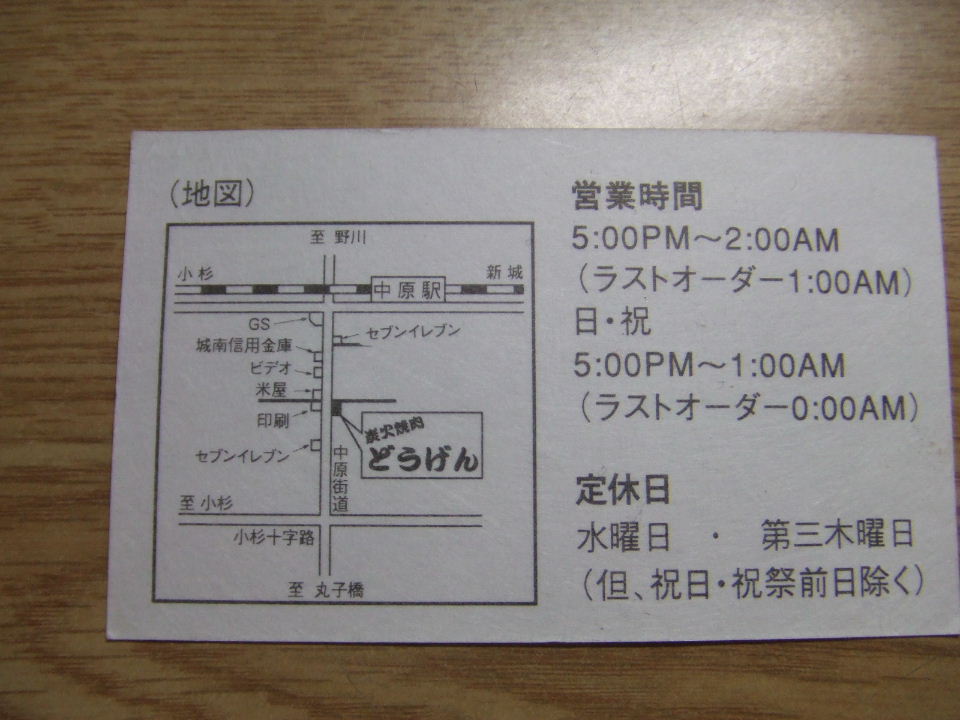 （地図）
至 野川
小杉
新城
中原駅
GS
セブンイレブン
城南信用金庫
ビデオ
米屋
印刷
炭火焼肉
どうげん
セブンイレブン
中原街道
至 小杉
小杉十字路
至 丸子橋
営業時間
5:00PM～2:00AM
（ラストオーダー1:00AM）
日・祝
5:00PM～1:00AM
（ラストオーダー0:00AM）
定休日
水曜日 ・ 第三木曜日
（但、祝日・祝祭前日除く）